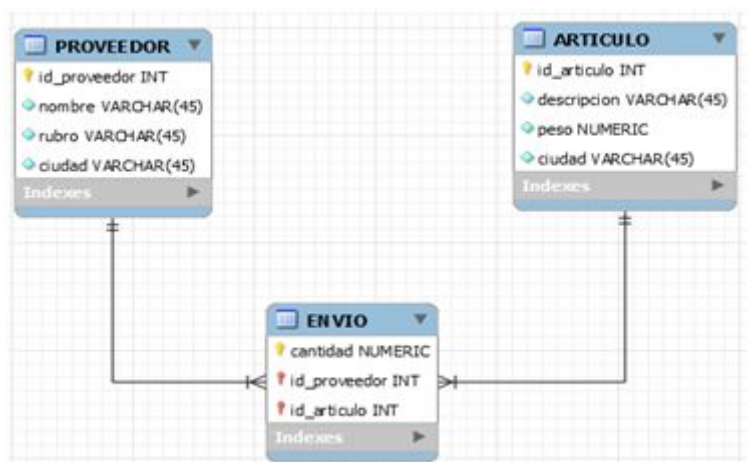 PROVEEDOR
id_proveedor INT
nombre VARCHAR(45)
rubro VARCHAR(45)
ciudad VARCHAR(45)
Indexes
ARTICULO
id_articulo INT
descripcion VARCHAR(45)
peso NUMERIC
ciudad VARCHAR(45)
Indexes
ENVIO
cantidad NUMERIC
id_proveedor INT
id_articulo INT
Indexes